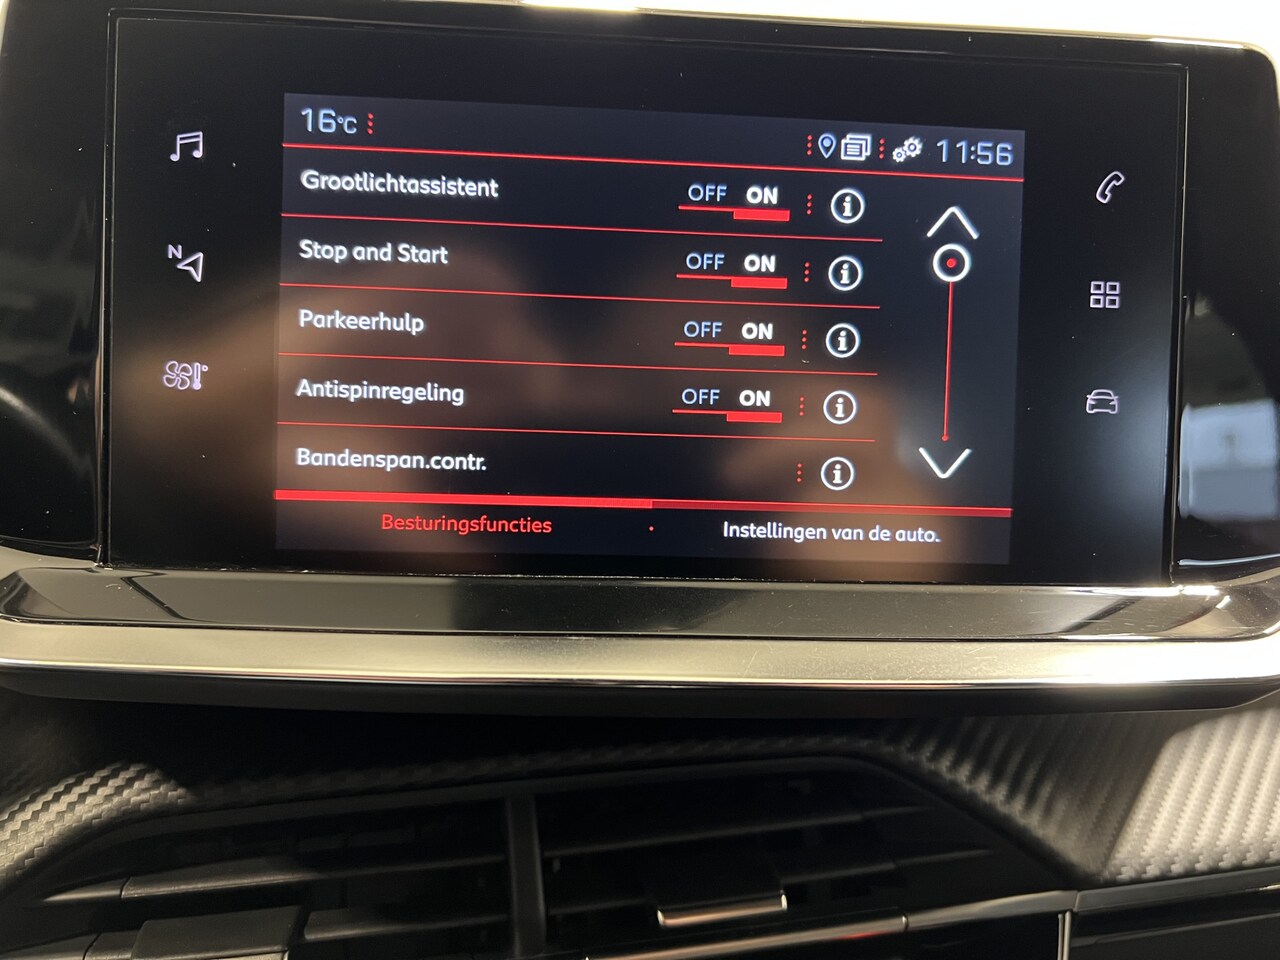 16°C 11:56
Grootlichtassistent OFF ON
Stop and Start OFF ON
Parkeerhulp OFF ON
Antispinregeling OFF ON
Bandenspan.contr.
Besturingsfuncties Instellingen van de auto.
N